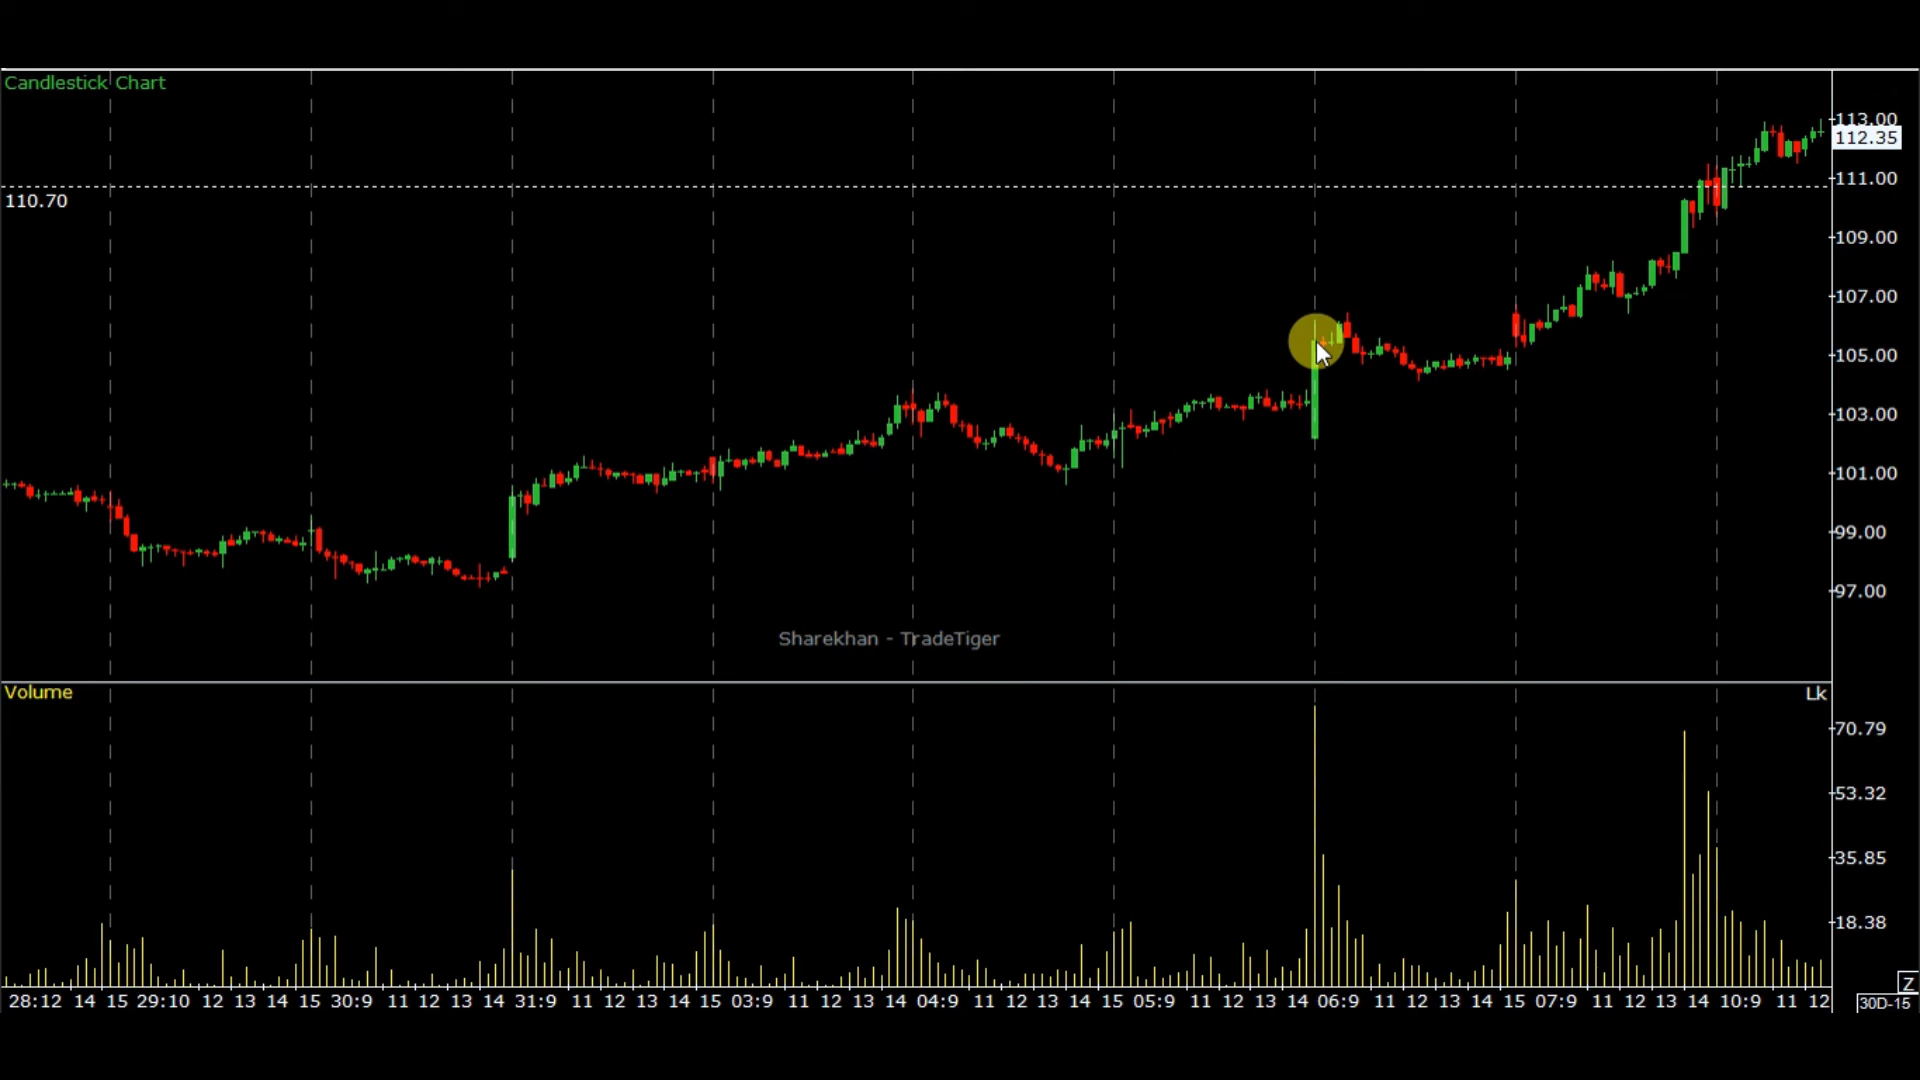 Candlestick Chart
113.00
112.35
111.00
110.70
109.00
107.00
105.00
103.00
101.00
99.00
97.00
Sharekhan - TradeTiger
Volume
Lk
70.79
53.32
35.85
18.38
Z
28:12 14 15 29:10 12 13 14 15 30:9 11 12 13 14 31:9 11 12 13 14 15 03:9 11 12 13 14 04:9 11 12 13 14 15 05:9 11 12 13 14 06:9 11 12 13 14 15 07:9 11 12 13 14 10:9 11 12
30D-15